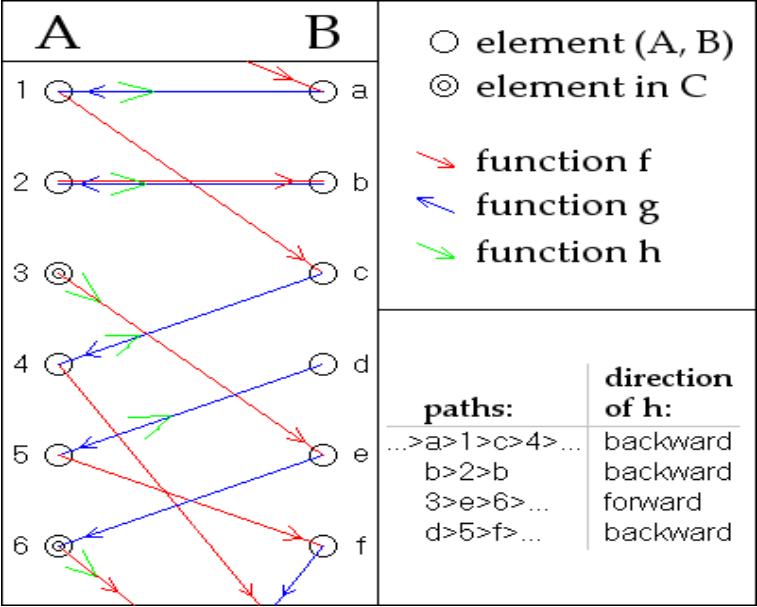 A B
1 a
2 b
3 c
4 d
5 e
6 f
element (A, B)
element in C
function f
function g
function h
paths: direction of h:
...>a>1>c>4>... backward
b>2>b backward
3>e>6>... forward
d>5>f>... backward